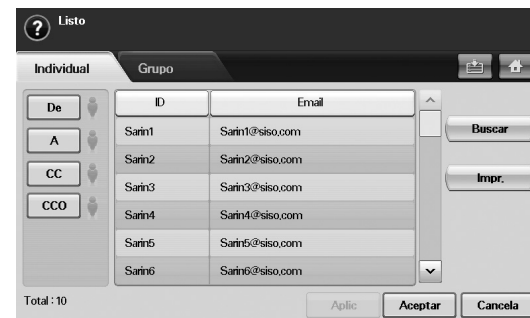 ? Listo
Individual Grupo
De
A
CC
CCO
ID Email
Sarin1 Sarin1@siso,com
Sarin2 Sarin2@siso,com
Sarin3 Sarin3@siso,com
Sarin4 Sarin4@siso,com
Sarin5 Sarin5@siso,com
Sarin6 Sarin6@siso,com
Buscar
Impr.
Total : 10 Aplic Aceptar Cancela